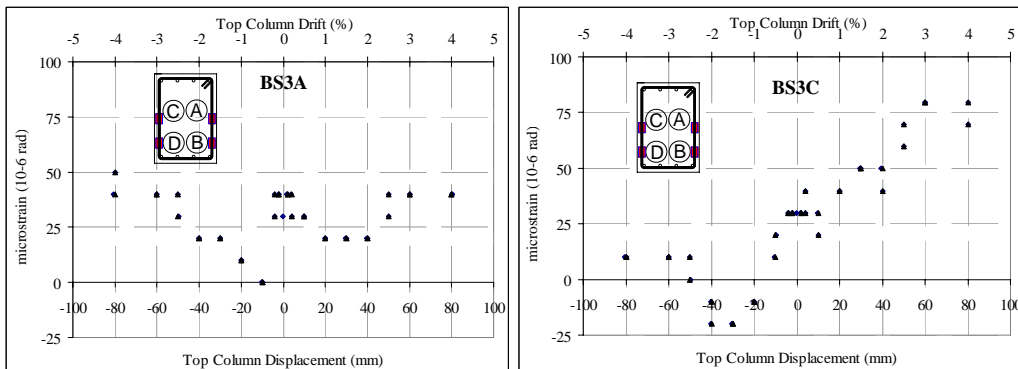 Top Column Drift (%)
-5 -4 -3 -2 -1 0 1 2 3 4 5
100
75
50
25
0
-25
microstrain (10-6 rad)
BS3A
C A
D B
-100 -80 -60 -40 -20 0 20 40 60 80 100
Top Column Displacement (mm)
Top Column Drift (%)
-5 -4 -3 -2 -1 0 1 2 3 4 5
100
75
50
25
0
-25
microstrain (10-6 rad)
BS3C
C A
D B
-100 -80 -60 -40 -20 0 20 40 60 80 100
Top Column Displacement (mm)